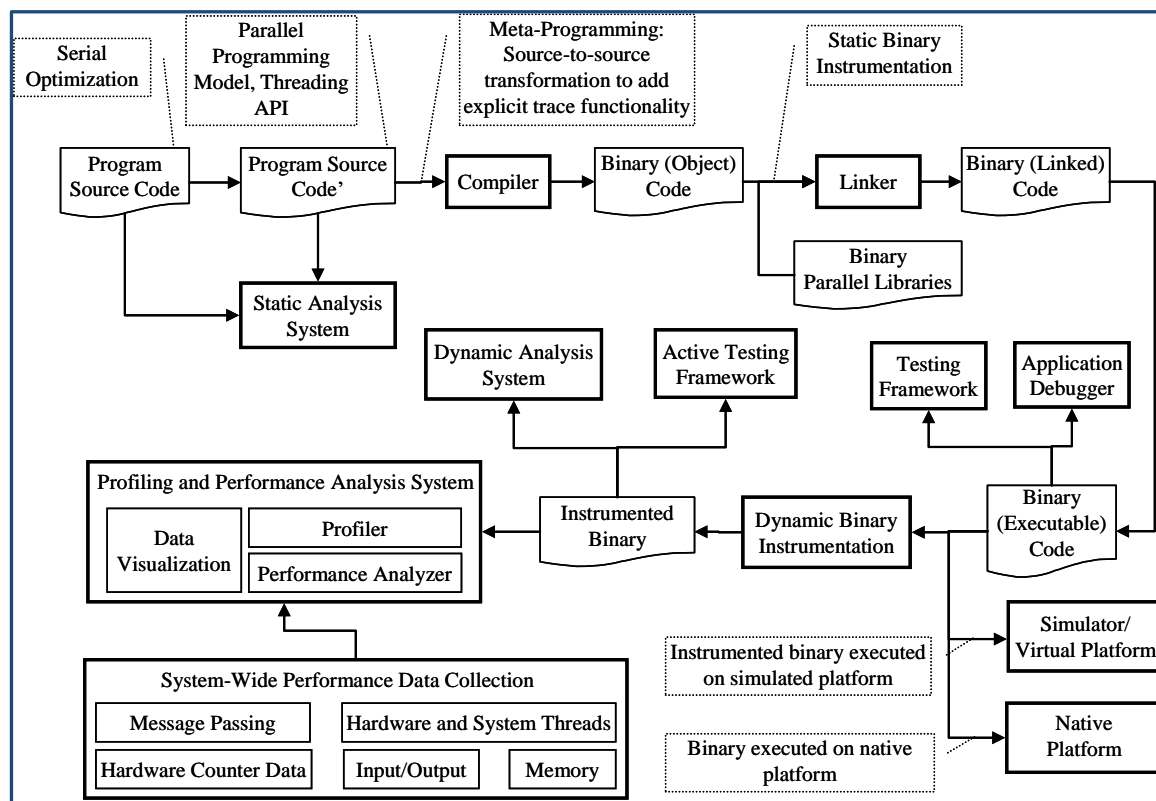 Serial
Optimization
Parallel
Programming
Model, Threading
API
Meta-Programming:
Source-to-source
transformation to add
explicit trace functionality
Static Binary
Instrumentation
Program
Source Code
Program Source
Code’
Compiler
Binary (Object)
Code
Linker
Binary (Linked)
Code
Binary
Parallel Libraries
Static Analysis
System
Dynamic Analysis
System
Active Testing
Framework
Testing
Framework
Application
Debugger
Profiling and Performance Analysis System
Data
Visualization
Profiler
Performance Analyzer
Instrumented
Binary
Dynamic Binary
Instrumentation
Binary
(Executable)
Code
Simulator/
Virtual Platform
Instrumented binary executed
on simulated platform
System-Wide Performance Data Collection
Message Passing
Hardware and System Threads
Hardware Counter Data
Input/Output
Memory
Binary executed on native
platform
Native
Platform